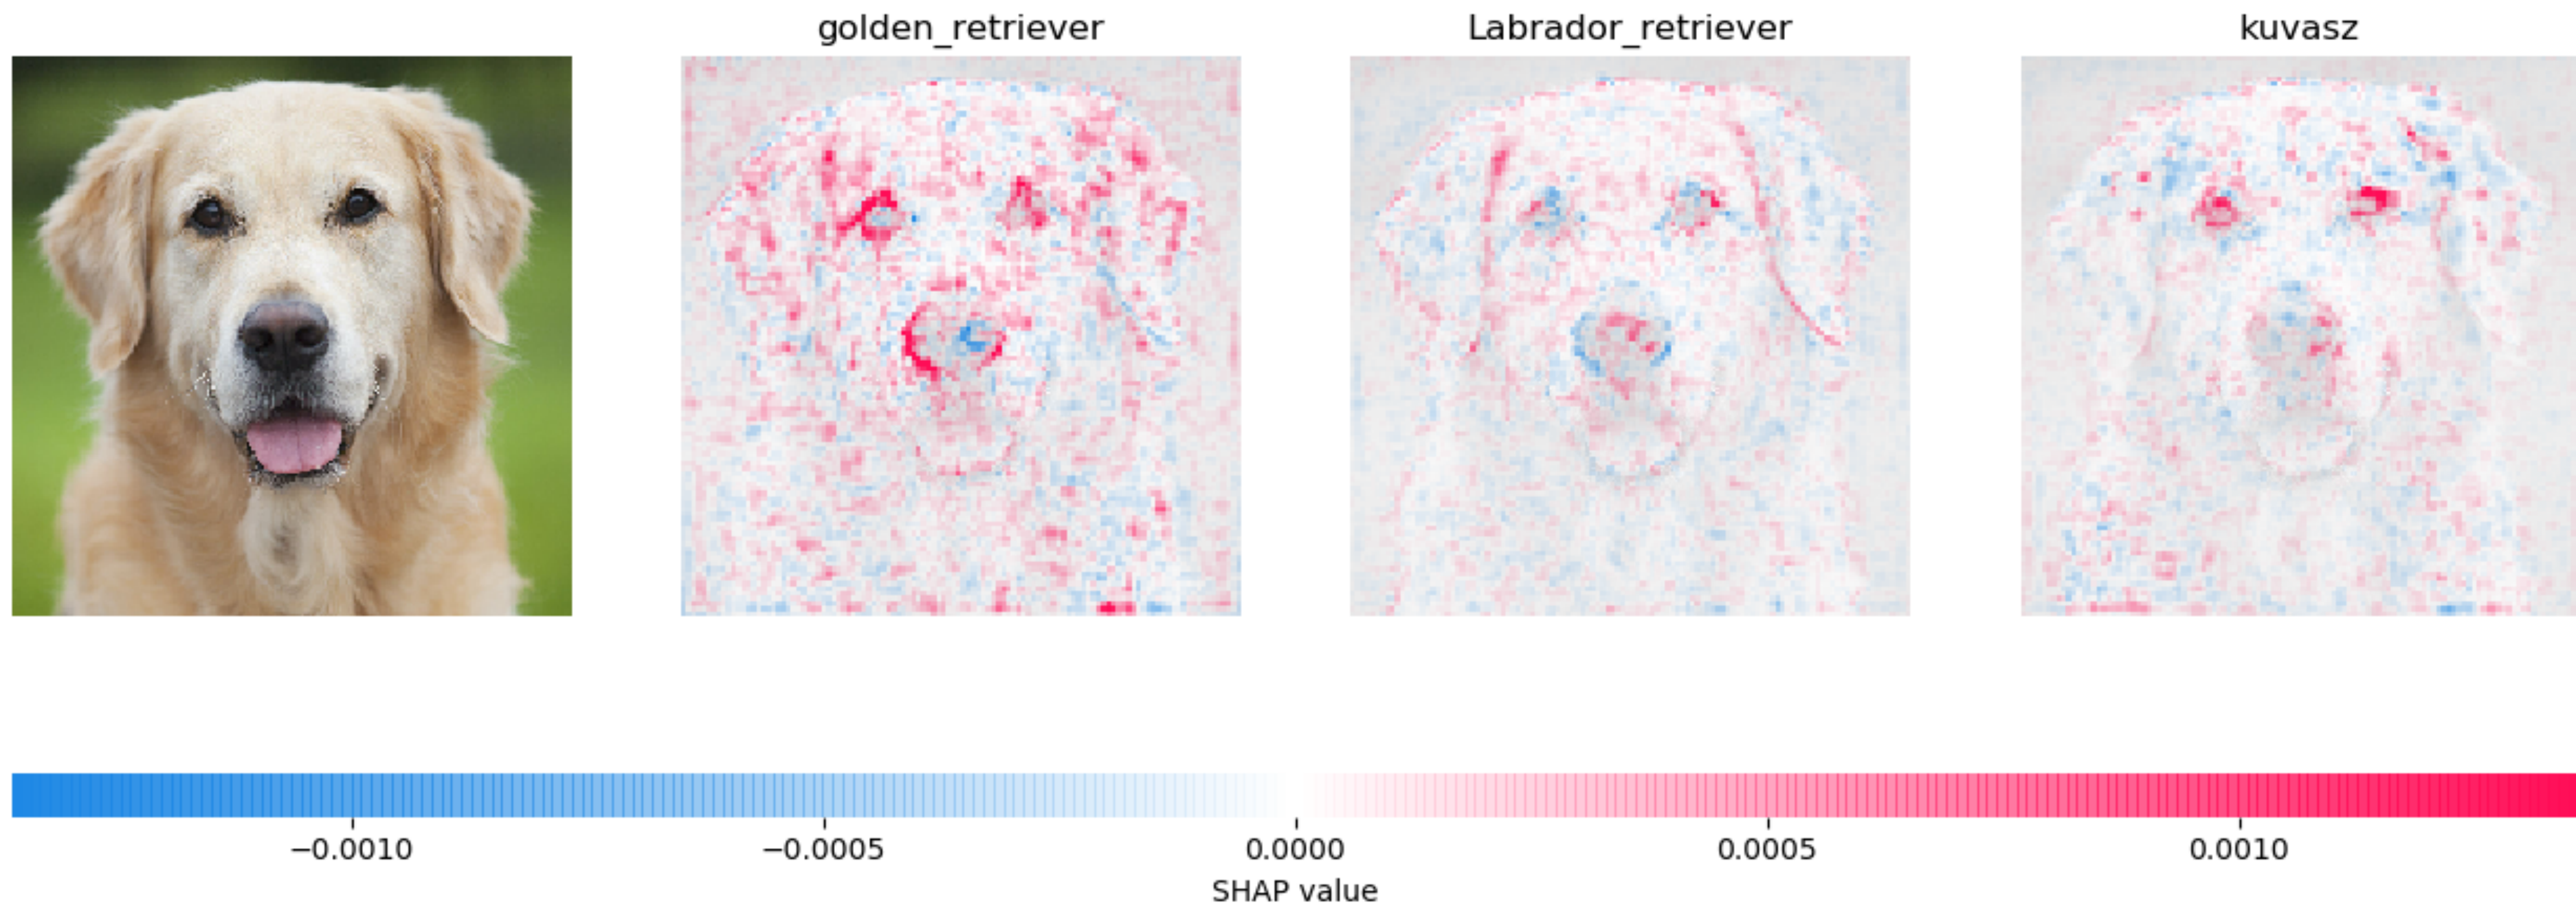 golden_retriever
Labrador_retriever
kuvasz
−0.0010
−0.0005
0.0000
0.0005
0.0010
SHAP value